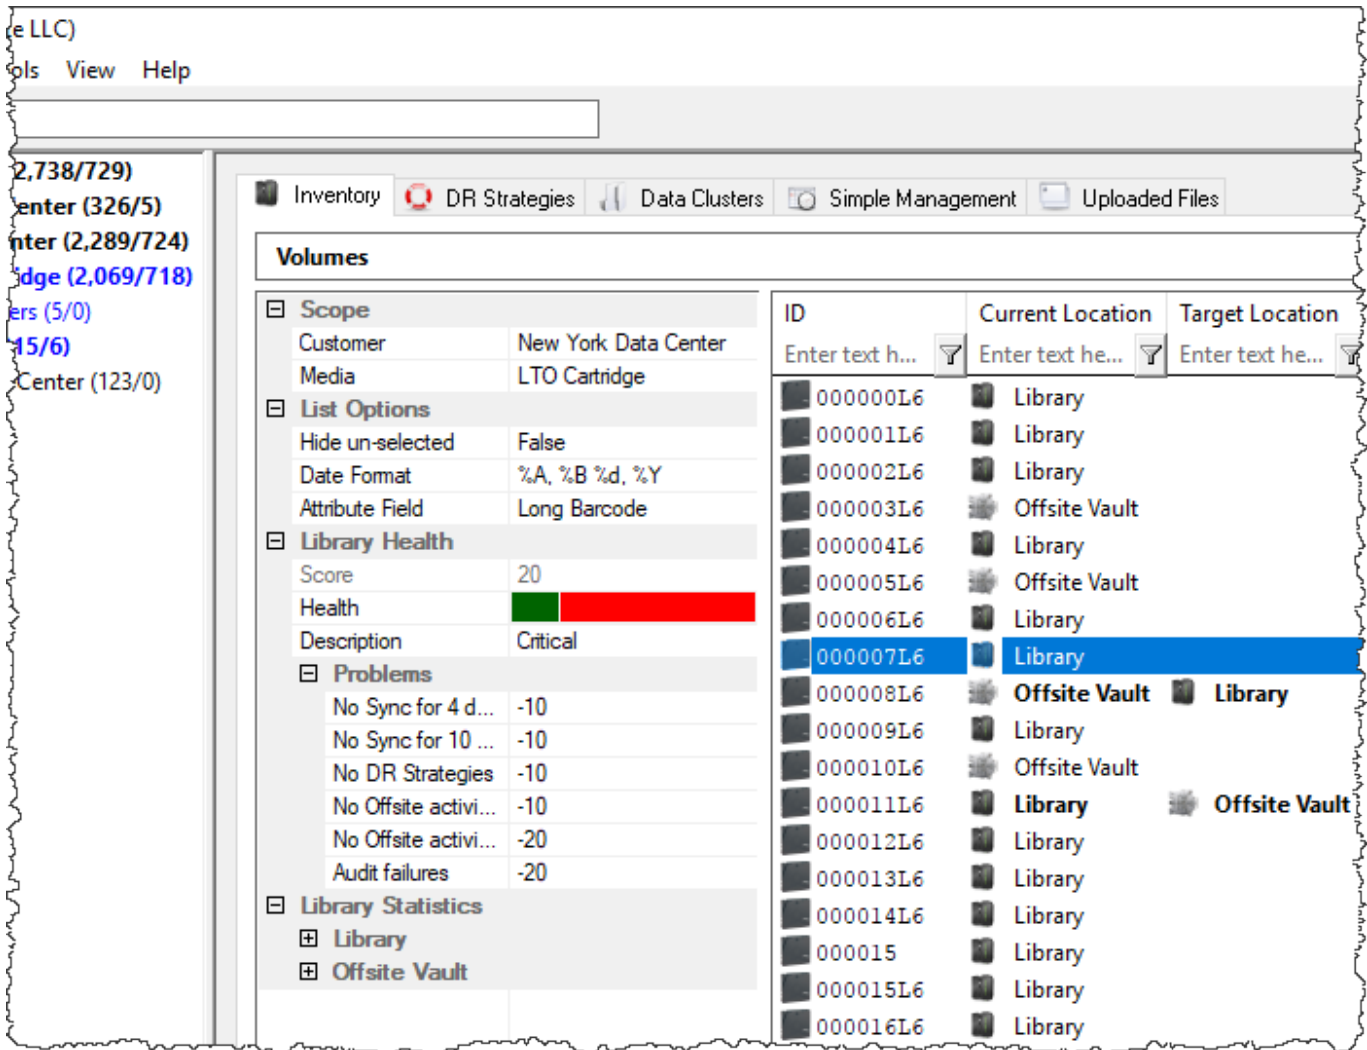 e LLC)
ols View Help
2,738/729)
enter (326/5)
nter (2,289/724)
idge (2,069/718)
ers (5/0)
15/6)
Center (123/0)
Inventory DR Strategies Data Clusters Simple Management Uploaded Files
Volumes
Scope
Customer New York Data Center
Media LTO Cartridge
List Options
Hide un-selected False
Date Format %A, %B %d, %Y
Attribute Field Long Barcode
Library Health
Score 20
Health
Description Critical
Problems
No Sync for 4 d... -10
No Sync for 10 ... -10
No DR Strategies -10
No Offsite activi... -10
No Offsite activi... -20
Audit failures -20
Library Statistics
Library
Offsite Vault
ID Current Location Target Location
Enter text h... Enter text he... Enter text he...
000000L6 Library
000001L6 Library
000002L6 Library
000003L6 Offsite Vault
000004L6 Library
000005L6 Offsite Vault
000006L6 Library
000007L6 Library
000008L6 Offsite Vault Library
000009L6 Library
000010L6 Offsite Vault
000011L6 Library Offsite Vault
000012L6 Library
000013L6 Library
000014L6 Library
000015 Library
000015L6 Library
000016L6 Library